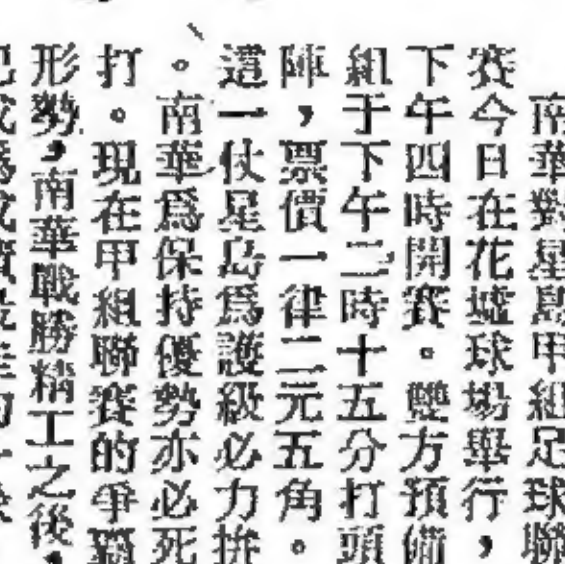 南華對星島甲組足球聯
賽今日在花墟球塲舉行，
下午四時開賽。雙方預備
組于下午二時十五分打頭
陣，票價一律二元五角。
這一仗星島爲護級必力拚
。南華爲保持優勢亦必死
打。現在甲組聯賽的爭霸
形勢，南華戰勝精工之後，
成